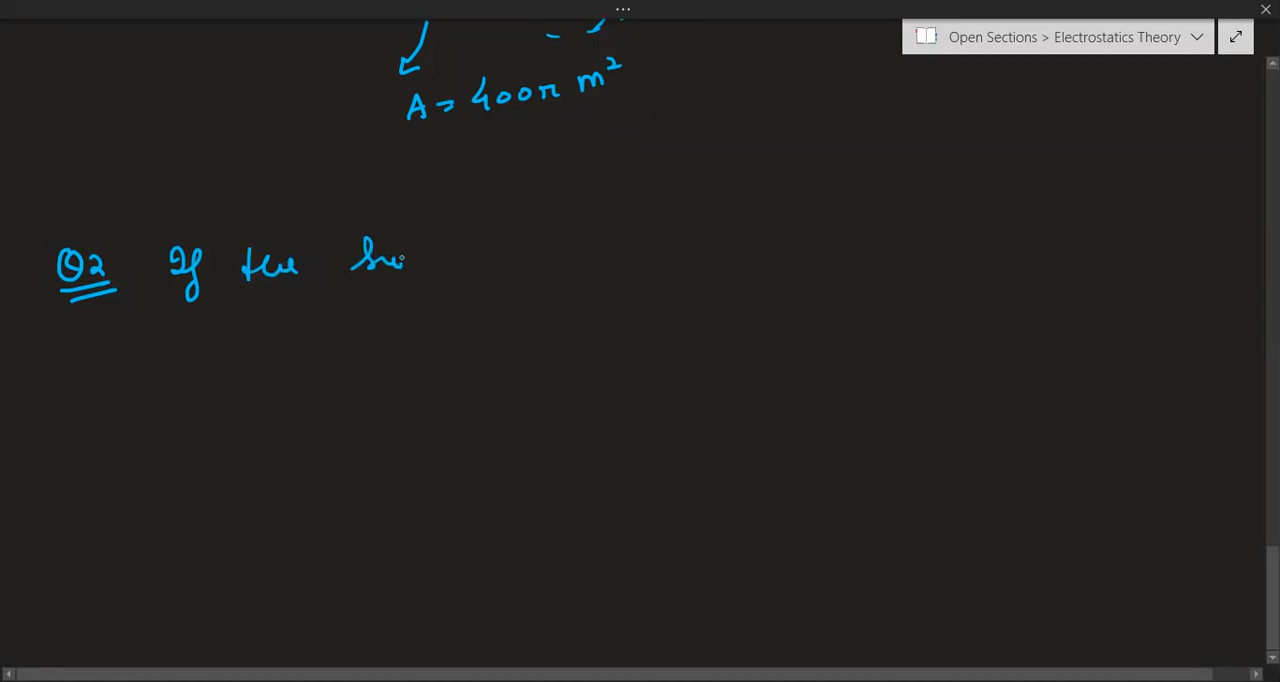 Open Sections > Electrostatics Theory
A = 400π m²
Q2 If the